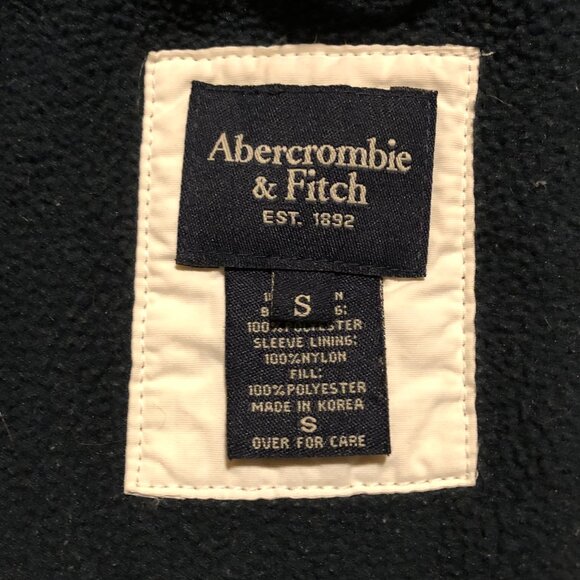 Abercrombie
& Fitch
EST. 1892
S
100% POLYESTER
SLEEVE LINING:
100%NYLON
FILL:
100%POLYESTER
MADE IN KOREA
S
OVER FOR CARE